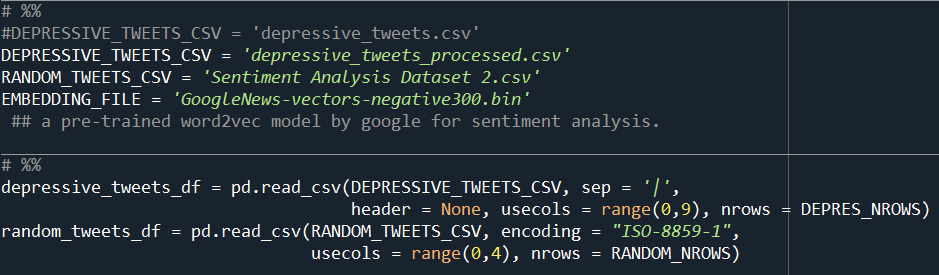 # %%
#DEPRESSIVE_TWEETS_CSV = 'depressive_tweets.csv'
DEPRESSIVE_TWEETS_CSV = 'depressive_tweets_processed.csv'
RANDOM_TWEETS_CSV = 'Sentiment Analysis Dataset 2.csv'
EMBEDDING_FILE = 'GoogleNews-vectors-negative300.bin'
## a pre-trained word2vec model by google for sentiment analysis.
# %%
depressive_tweets_df = pd.read_csv(DEPRESSIVE_TWEETS_CSV, sep = '|',
header = None, usecols = range(0,9), nrows = DEPRES_NROWS)
random_tweets_df = pd.read_csv(RANDOM_TWEETS_CSV, encoding = "ISO-8859-1",
usecols = range(0,4), nrows = RANDOM_NROWS)